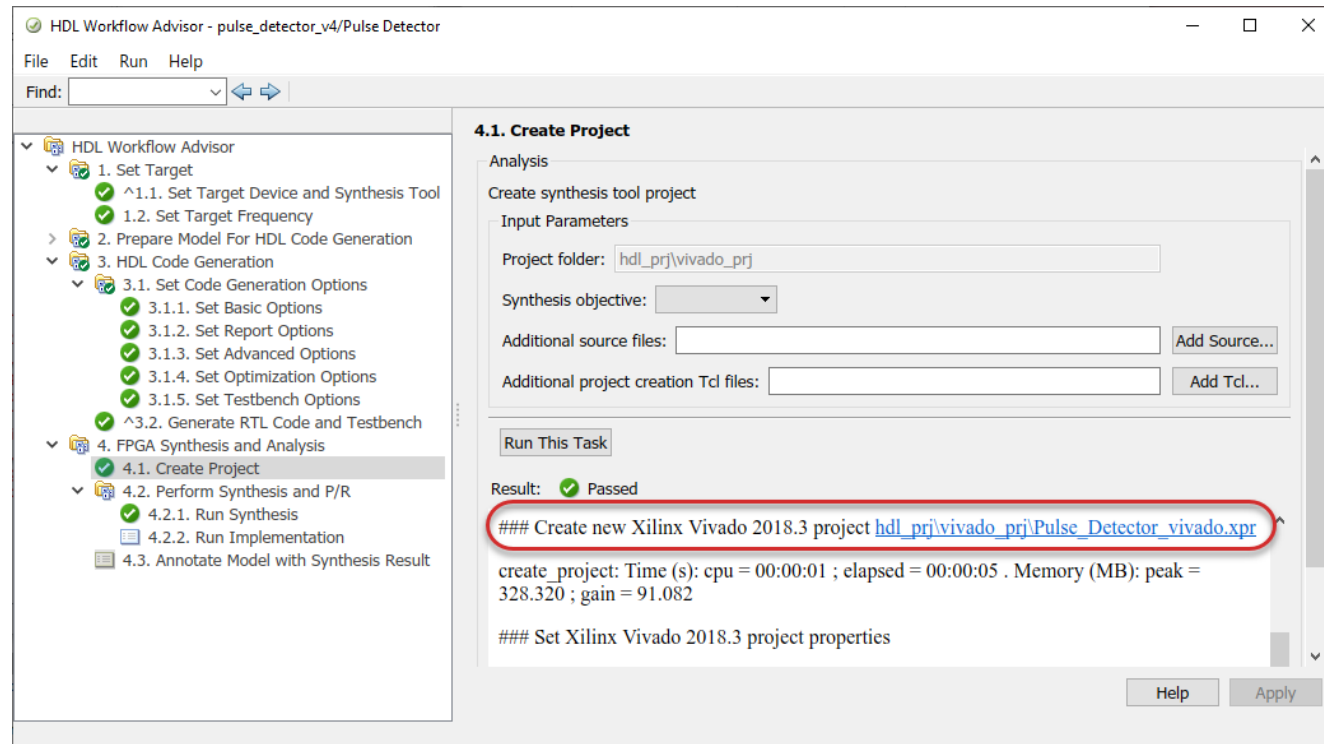 HDL Workflow Advisor - pulse_detector_v4/Pulse Detector
File Edit Run Help
Find:
HDL Workflow Advisor
1. Set Target
^1.1. Set Target Device and Synthesis Tool
1.2. Set Target Frequency
2. Prepare Model For HDL Code Generation
3. HDL Code Generation
3.1. Set Code Generation Options
3.1.1. Set Basic Options
3.1.2. Set Report Options
3.1.3. Set Advanced Options
3.1.4. Set Optimization Options
3.1.5. Set Testbench Options
^3.2. Generate RTL Code and Testbench
4. FPGA Synthesis and Analysis
4.1. Create Project
4.2. Perform Synthesis and P/R
4.2.1. Run Synthesis
4.2.2. Run Implementation
4.3. Annotate Model with Synthesis Result
4.1. Create Project
Analysis
Create synthesis tool project
Input Parameters
Project folder: hdl_prj\vivado_prj
Synthesis objective:
Additional source files: Add Source...
Additional project creation Tcl files: Add Tcl...
Run This Task
Result: Passed
### Create new Xilinx Vivado 2018.3 project hdl_prj\vivado_prj\Pulse_Detector_vivado.xpr
create_project: Time (s): cpu = 00:00:01 ; elapsed = 00:00:05 . Memory (MB): peak =
328.320 ; gain = 91.082
### Set Xilinx Vivado 2018.3 project properties
Help Apply